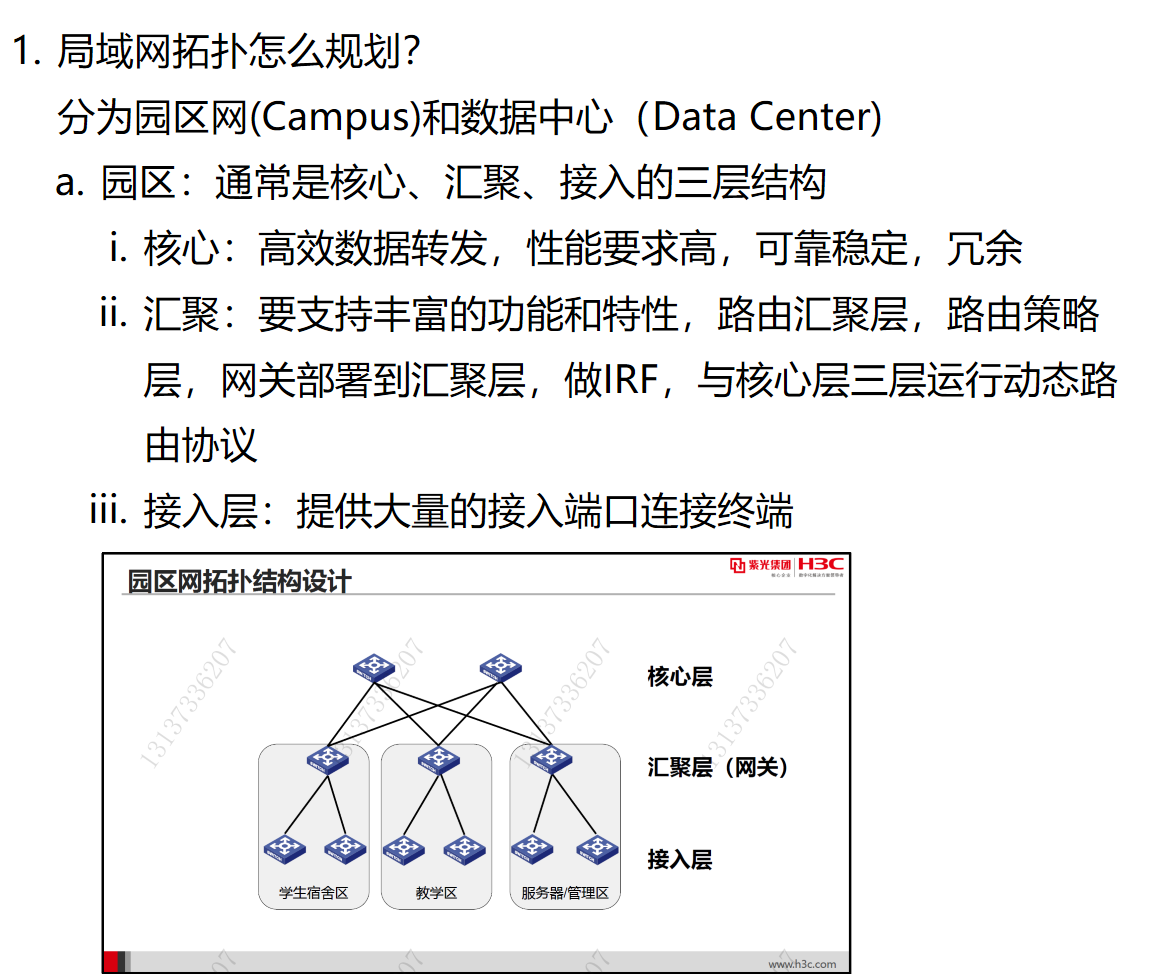 1. 局域网拓扑怎么规划？
分为园区网(Campus)和数据中心（Data Center)
a. 园区：通常是核心、汇聚、接入的三层结构
i. 核心：高效数据转发，性能要求高，可靠稳定，冗余
ii. 汇聚：要支持丰富的功能和特性，路由汇聚层，路由策略
层，网关部署到汇聚层，做IRF，与核心层三层运行动态路
由协议
iii. 接入层：提供大量的接入端口连接终端
园区网拓扑结构设计
紫光集团 H3C
13137336207
13137336207
13137336207
13137336207
核心层
汇聚层（网关）
接入层
学生宿舍区
教学区
服务器/管理区
07
07
07
07
www.h3c.com